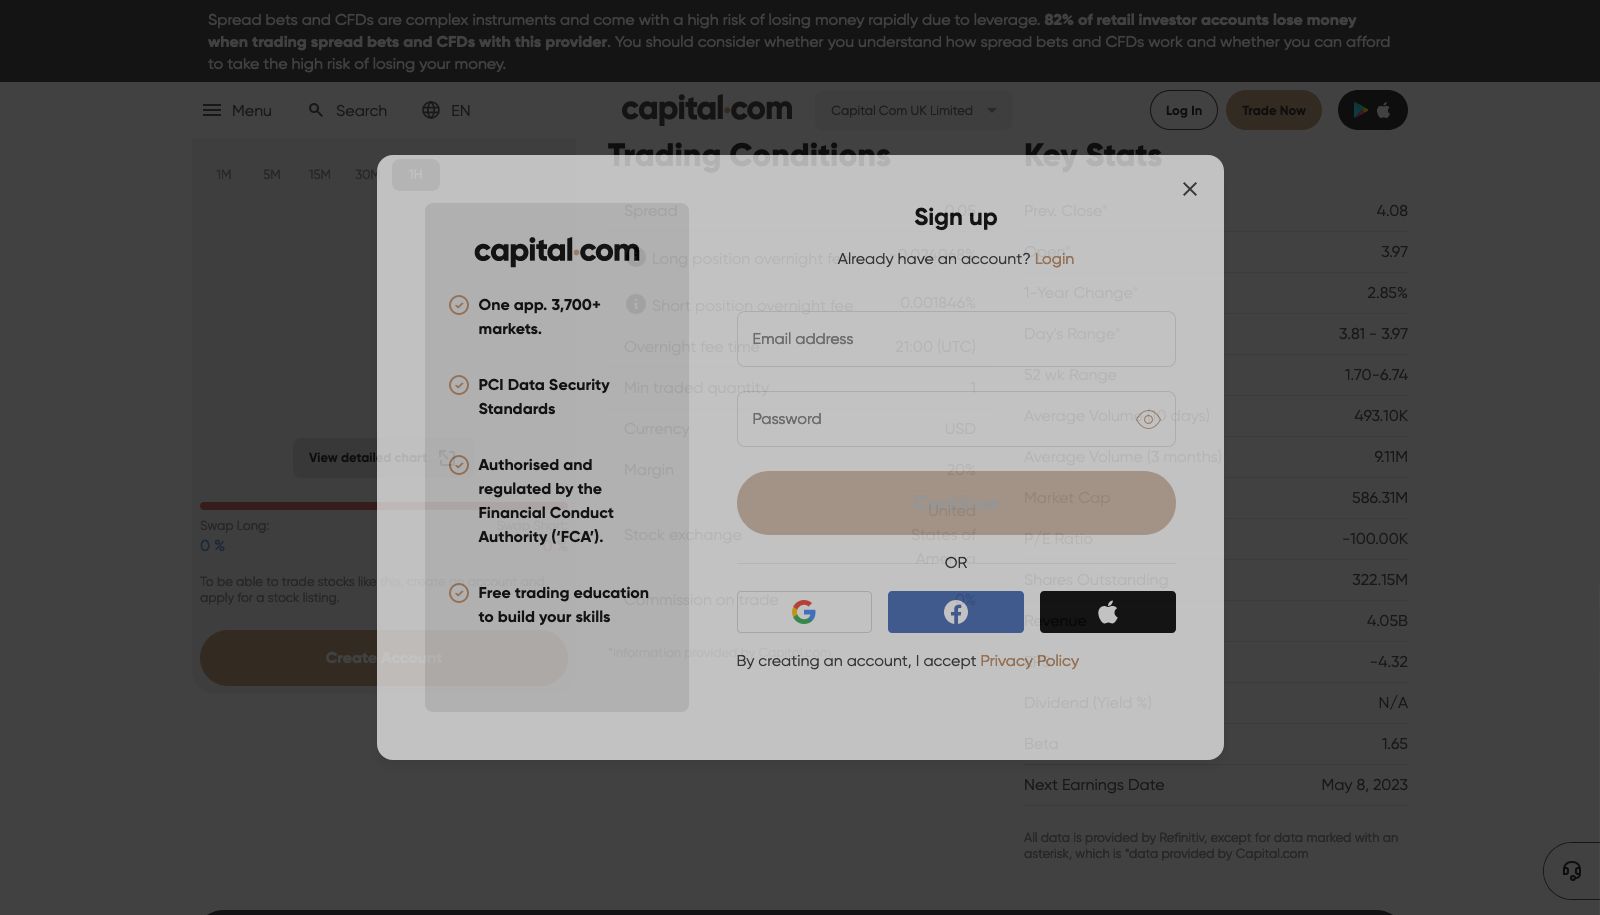 Spread bets and CFDs are complex instruments and come with a high risk of losing money rapidly due to leverage. 82% of retail investor accounts lose money
when trading spread bets and CFDs with this provider. You should consider whether you understand how spread bets and CFDs work and whether you can afford
to take the high risk of losing your money.
Menu
Search
EN
capital.com
Capital Com UK Limited
Log In
Trade Now
1M 5M 15M 30M 1H
View detailed chart
Swap Long:
0 %
Swap Short:
0 %
To be able to trade stocks like this, create an account and
apply for a stock listing.
Create Account
Trading Conditions
Spread 0.05
Long position overnight fee
Short position overnight fee 0.001846%
Overnight fee time 21:00 (UTC)
Min traded quantity 1
Currency USD
Margin 20%
Stock exchange United
States of
America
Commission on trade 0%
*Information provided by Capital.com
Key Stats
Prev. Close* 4.08
Open* 3.97
1-Year Change* 2.85%
Day's Range* 3.81 - 3.97
52 wk Range 1.70-6.74
Average Volume (10 days) 493.10K
Average Volume (3 months) 9.11M
Market Cap 586.31M
P/E Ratio -100.00K
Shares Outstanding 322.15M
Revenue 4.05B
-4.32
Dividend (Yield %) N/A
Beta 1.65
Next Earnings Date May 8, 2023
All data is provided by Refinitiv, except for data marked with an
asterisk, which is *data provided by Capital.com
capital.com
One app. 3,700+
markets.
PCI Data Security
Standards
Authorised and
regulated by the
Financial Conduct
Authority ('FCA').
Free trading education
to build your skills
Sign up
Already have an account? Login
Email address
Password
Continue
OR
By creating an account, I accept Privacy Policy